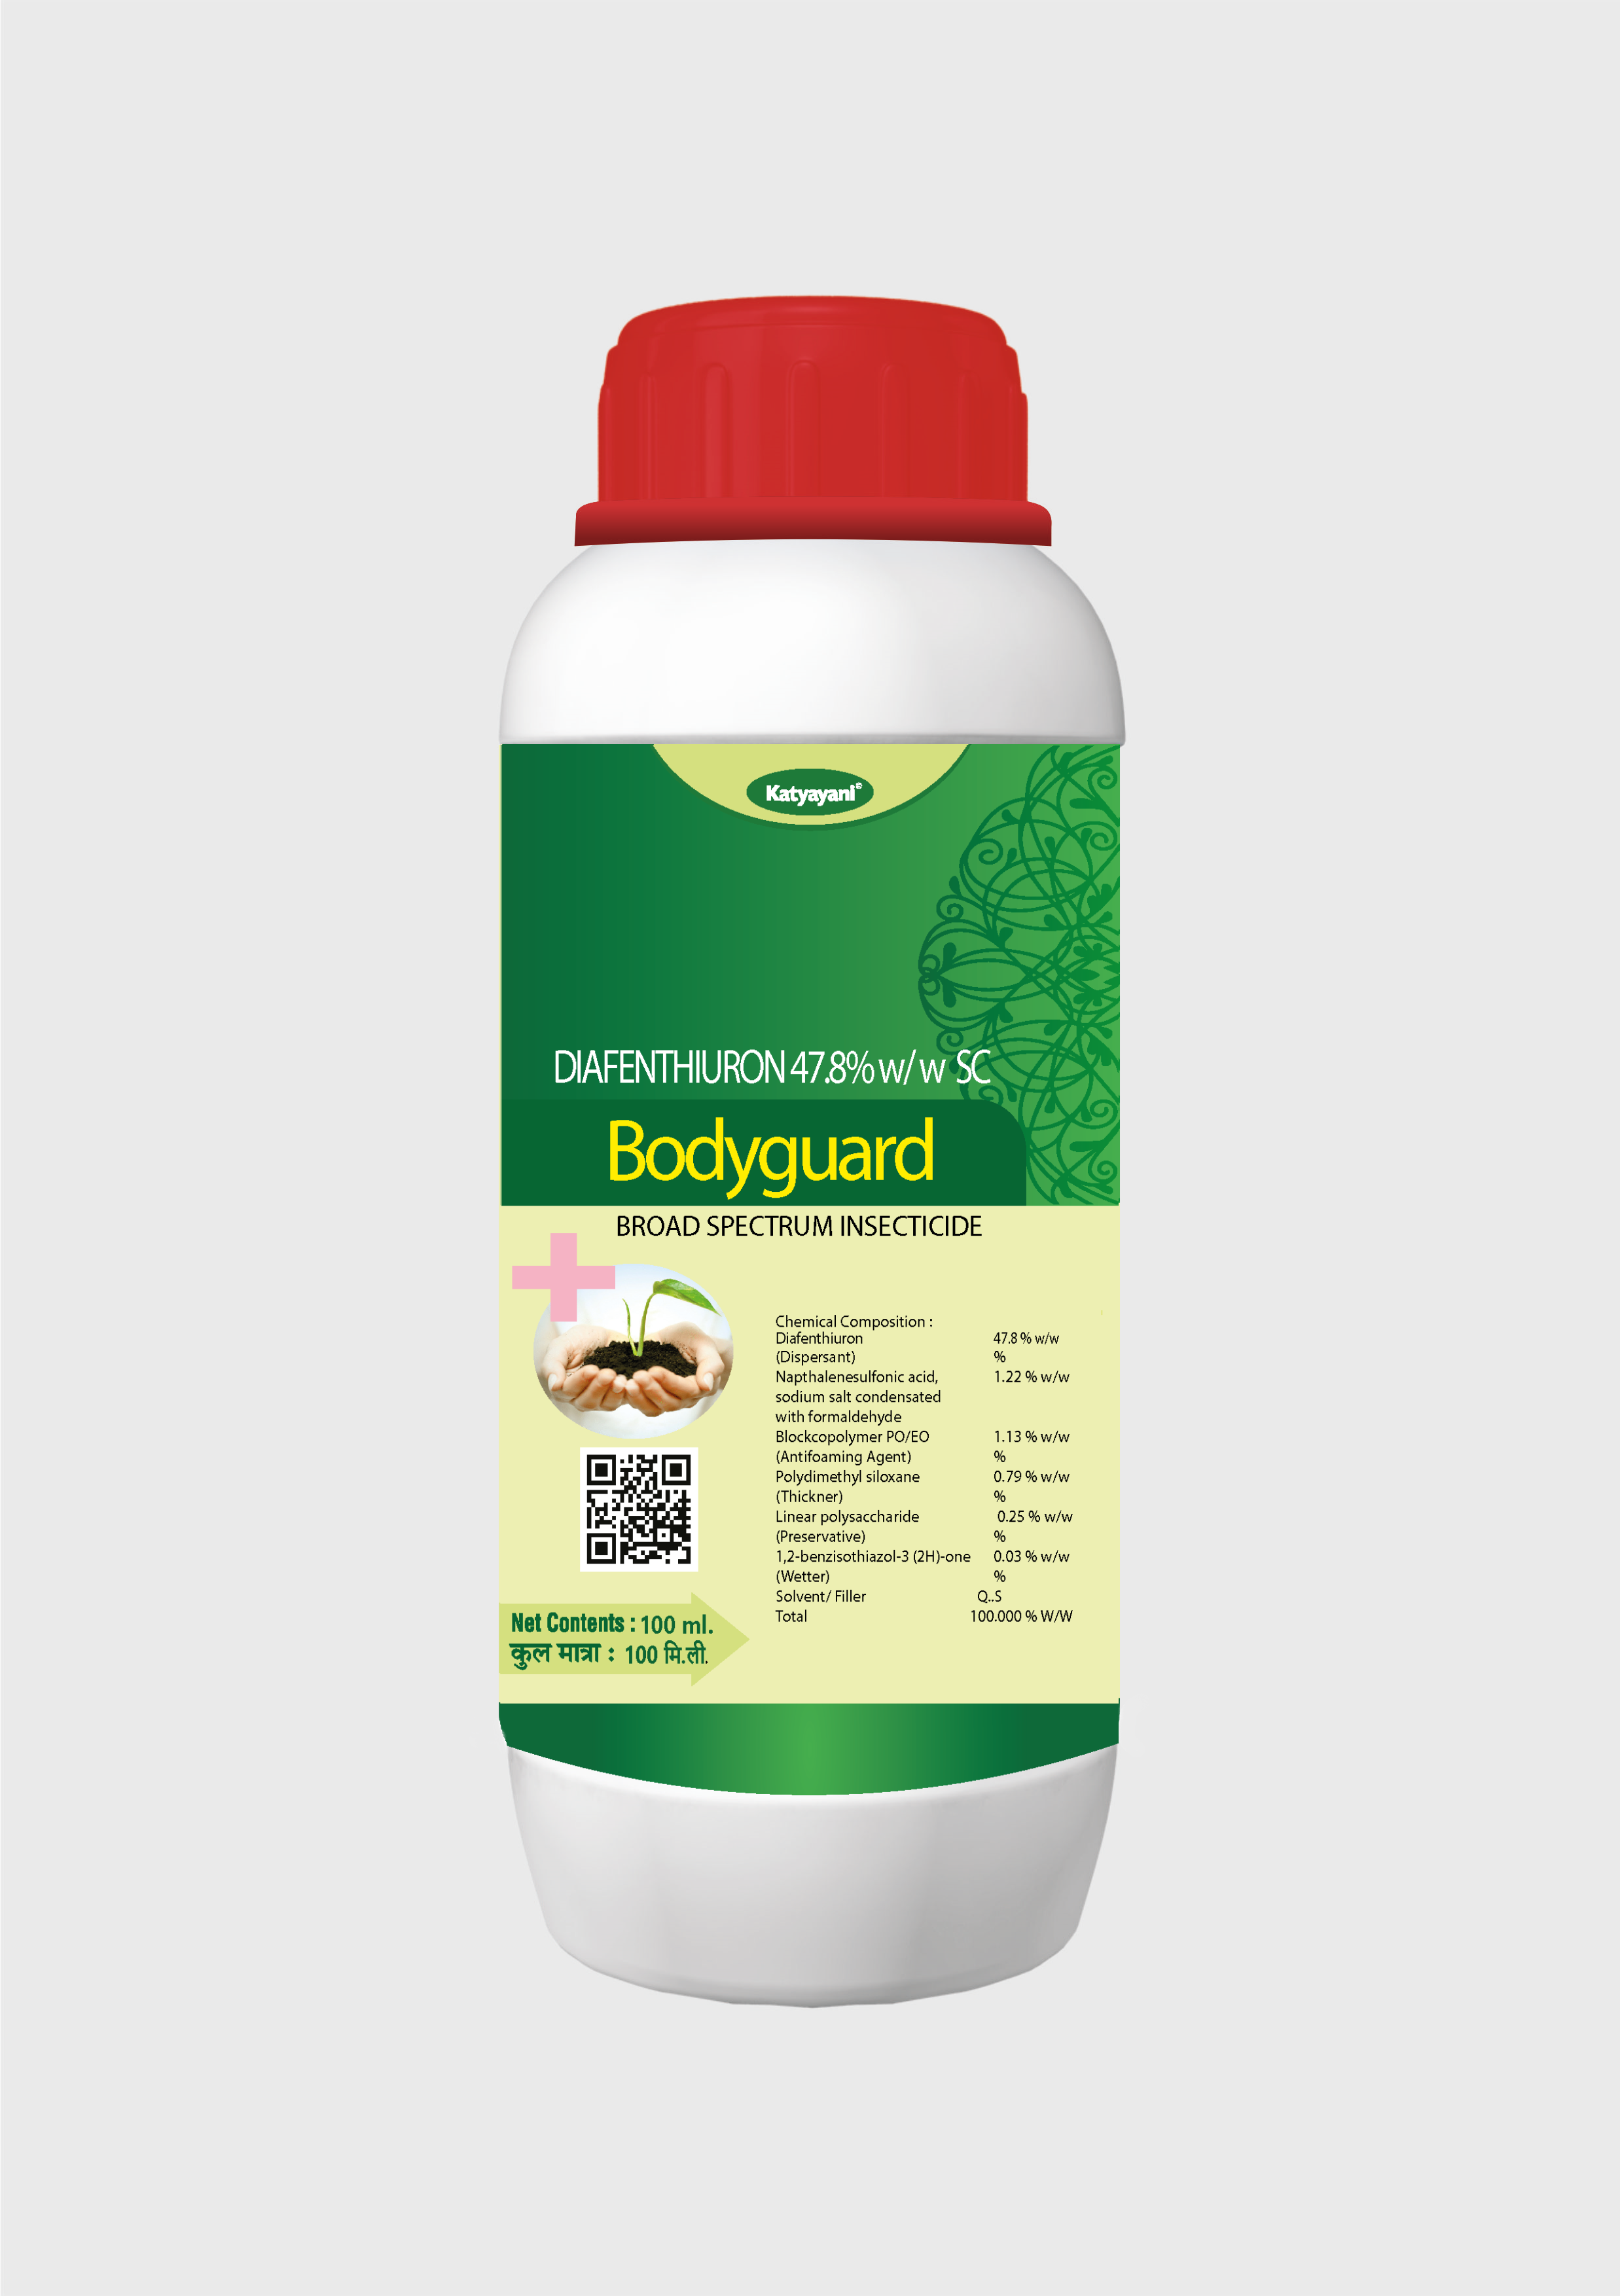 Katyayani®
DIAFENTHIURON 47.8% w/w SC
Bodyguard
BROAD SPECTRUM INSECTICIDE
Chemical Composition :
Diafenthiuron 47.8 % w/w
(Dispersant) %
Napthalenesulfonic acid, 1.22 % w/w
sodium salt condensated
with formaldehyde
Blockcopolymer PO/EO 1.13 % w/w
(Antifoaming Agent) %
Polydimethyl siloxane 0.79 % w/w
(Thickner) %
Linear polysaccharide 0.25 % w/w
(Preservative) %
1,2-benzisothiazol-3 (2H)-one 0.03 % w/w
(Wetter) %
Solvent/ Filler Q..S
Total 100.000 % W/W
Net Contents : 100 ml.
कुल मात्रा : 100 मि.ली.